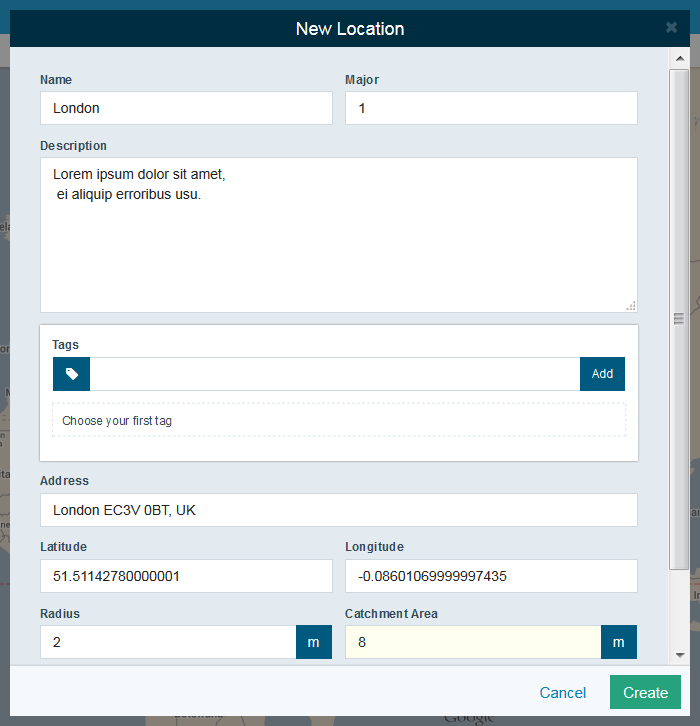 New Location
Name
Major
London
1
Description
Lorem ipsum dolor sit amet,
ei aliquip erroribus usu.
Tags
Add
Choose your first tag
Address
London EC3V 0BT, UK
Latitude
Longitude
51.51142780000001
-0.08601069999997435
Radius
Catchment Area
2 m
8 m
Cancel
Create
Google